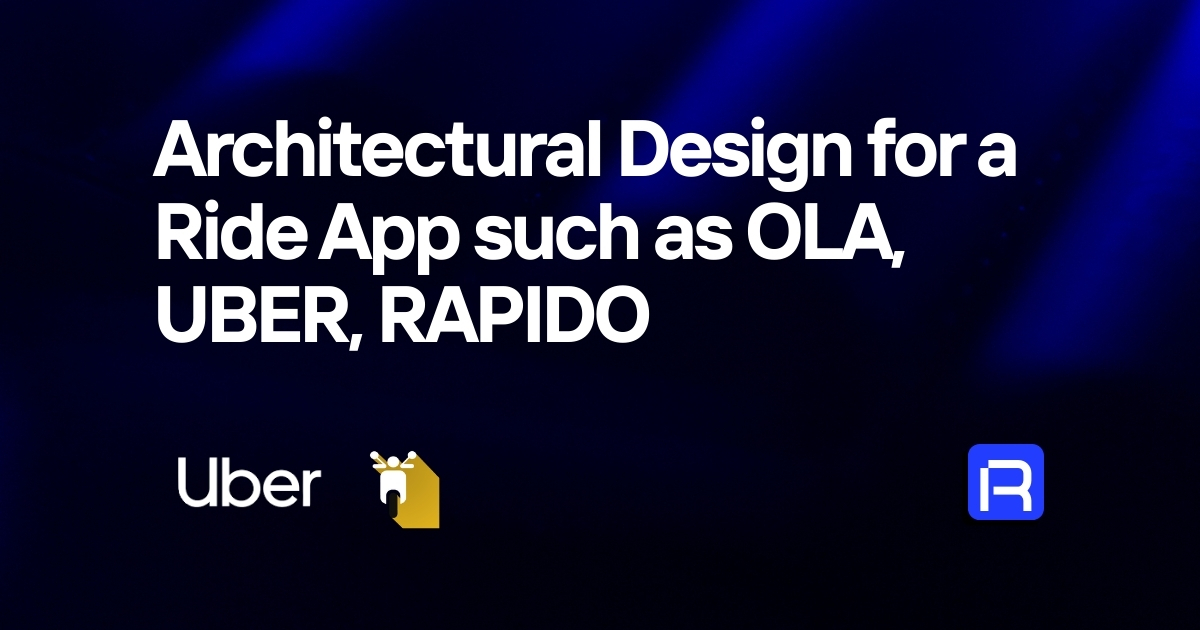 Architectural Design for a
Ride App such as OLA,
UBER, RAPIDO
Uber
R